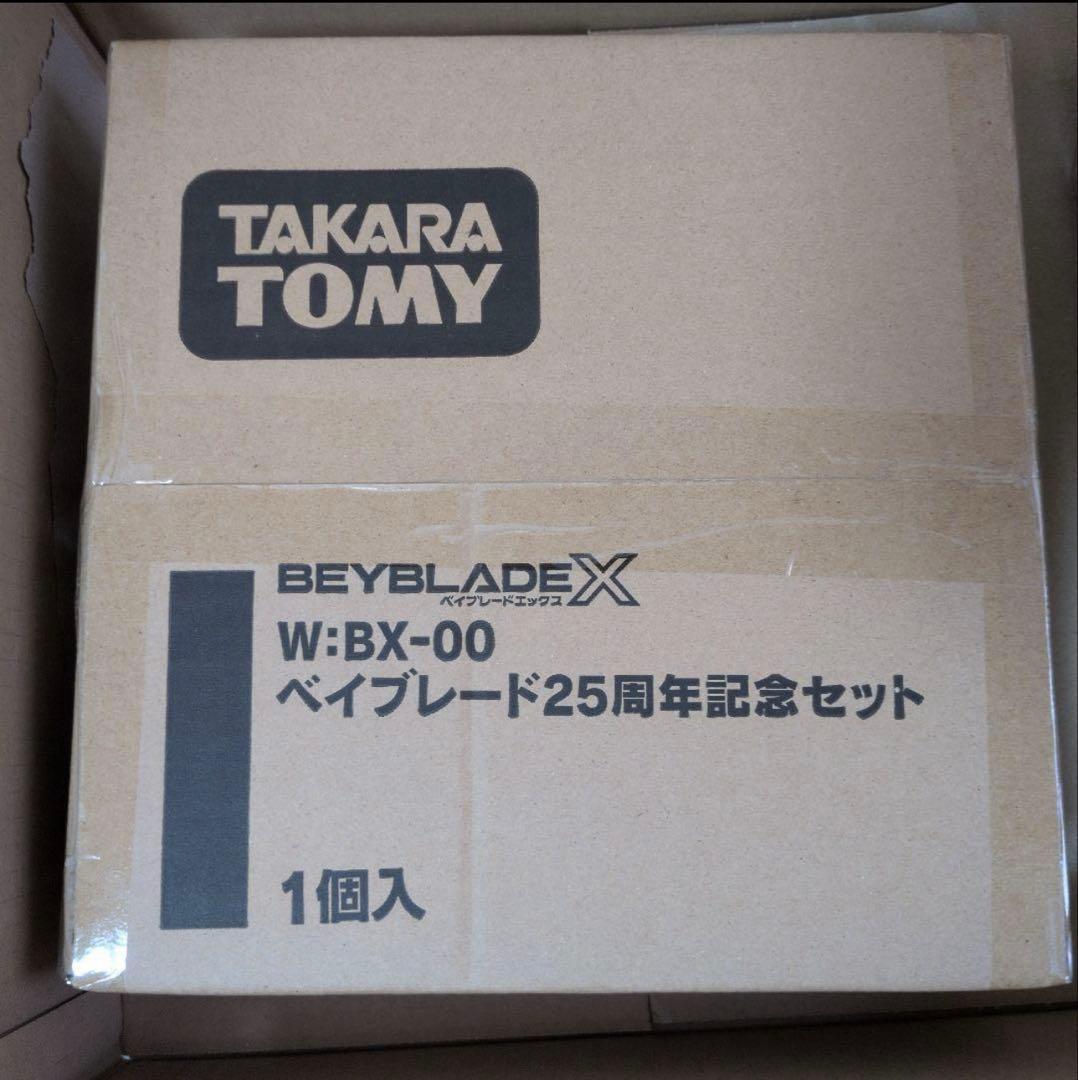 TAKARA
TOMY
BEYBLADE X
ベイブレードエックス
W:BX-00
ベイブレード25周年記念セット
1個入